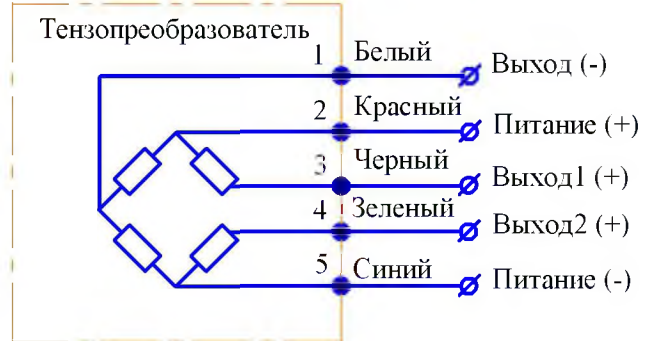 Тензопреобразователь
1 Белый Выход (-)
2 Красный Питание (+)
3 Черный Выход1 (+)
4 Зеленый Выход2 (+)
5 Синий Питание (-)